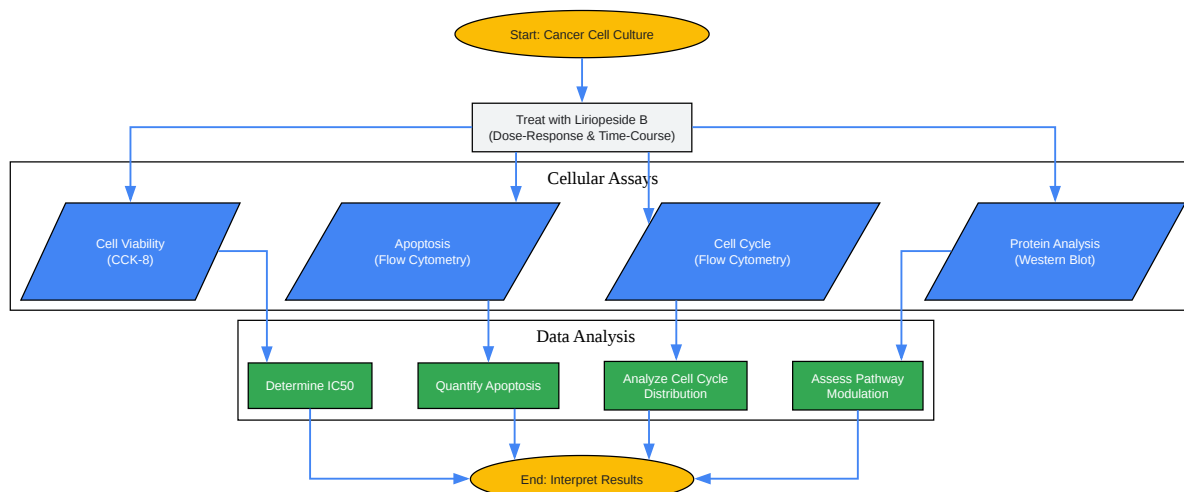 Start: Cancer Cell Culture
Treat with Liriopeside B
(Dose-Response & Time-Course)
Cellular Assays
Cell Viability
(CCK-8)
Apoptosis
(Flow Cytometry)
Cell Cycle
(Flow Cytometry)
Protein Analysis
(Western Blot)
Data Analysis
Determine IC50
Quantify Apoptosis
Analyze Cell Cycle
Distribution
Assess Pathway
Modulation
End: Interpret Results